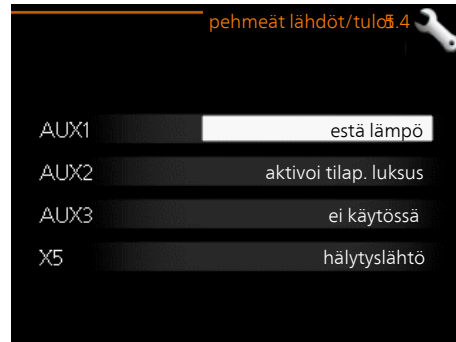 pehmeät lähdöt/tulot 5.4
AUX1 estä lämpö
AUX2 aktivoi tilap. luksus
AUX3 ei käytössä
X5 hälytyslähtö